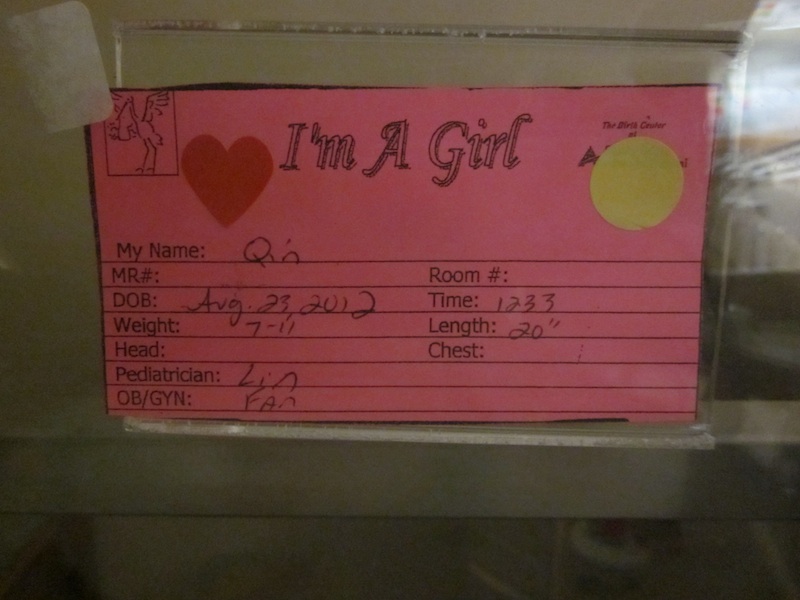 The Birth Center
at
I'm A Girl
My Name: Qin
MR#: Room #:
DOB: Aug. 23, 2012 Time: 1233
Weight: 7-11 Length: 20"
Head: Chest:
Pediatrician: Lin
OB/GYN: Fan